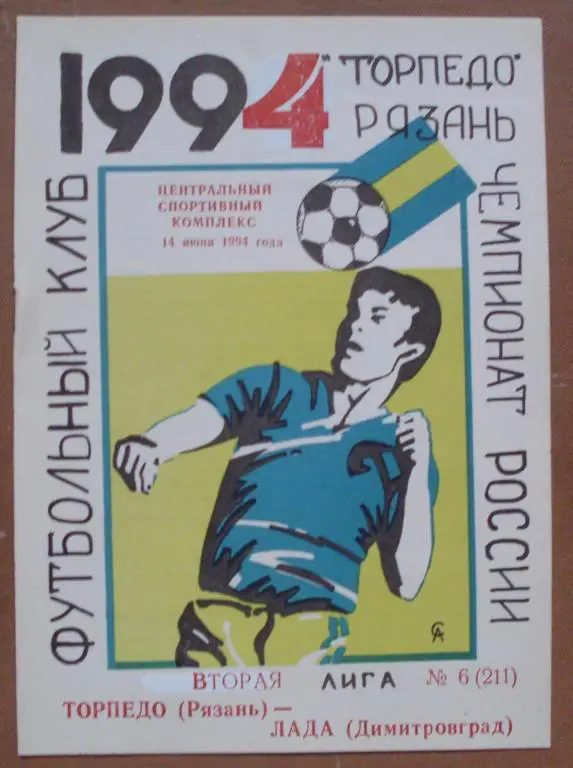 1994
"ТОРПЕДО"
РЯЗАНЬ
ФУТБОЛЬНЫЙ КЛУБ
ЧЕМПИОНАТ РОССИИ
ЦЕНТРАЛЬНЫЙ
СПОРТИВНЫЙ
КОМПЛЕКС
14 июня 1994 года
ВТОРАЯ ЛИГА № 6 (211)
ТОРПЕДО (Рязань) —
ЛАДА (Димитровград)